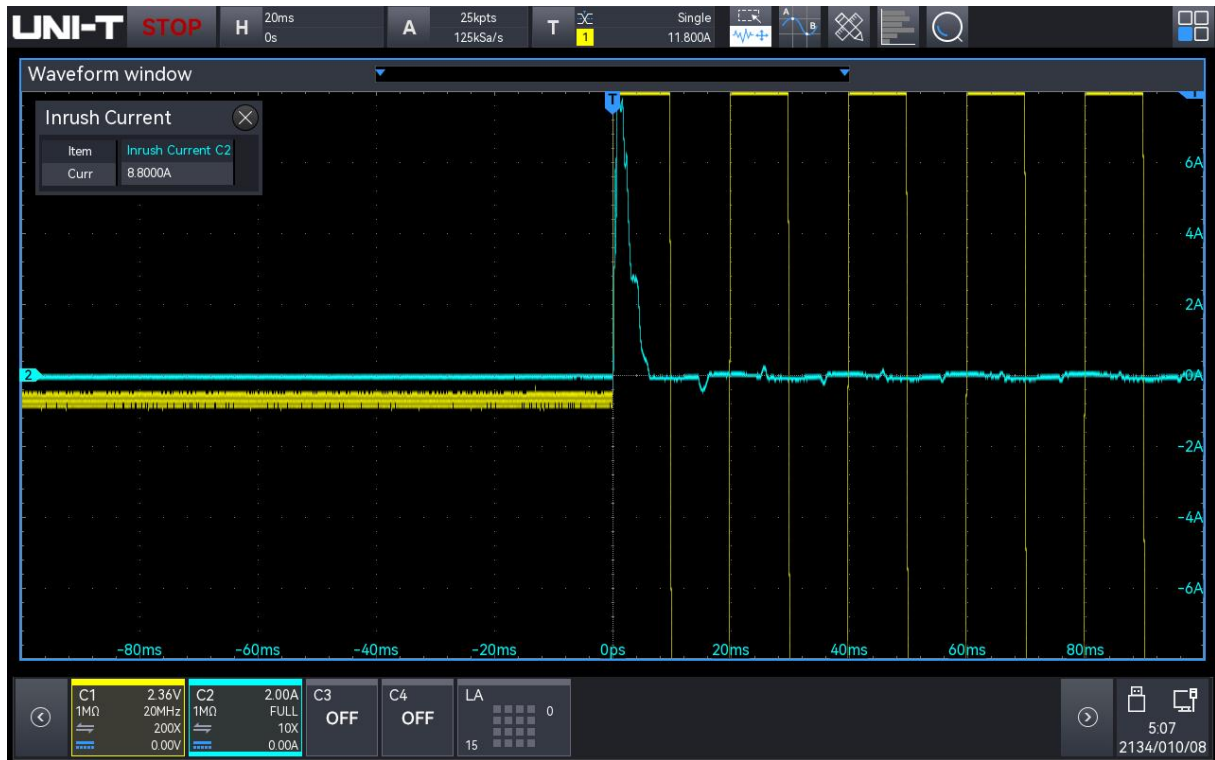 UNI-T STOP H 20ms A 25kpts T Single
0s 125kSa/s 1 11.800A
A B
Waveform window
T
Inrush Current
Item Inrush Current C2
Curr 8.8000A
6A
4A
2A
2 0A
-2A
-4A
-6A
-80ms -60ms -40ms -20ms 0ps 20ms 40ms 60ms 80ms
C1 2.36V C2 2.00A C3 C4 LA
1MΩ 20MHz 1MΩ FULL OFF OFF 0
200X 10X
0.00V 0.00A 15
5:07
2134/010/08